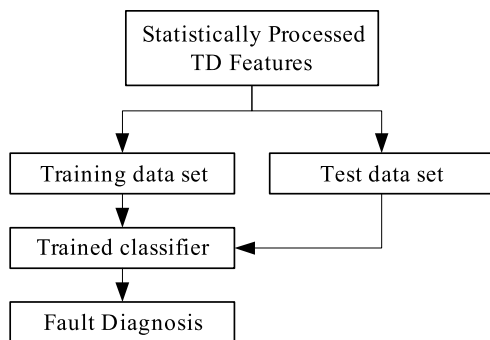 Statistically Processed
TD Features
Training data set
Test data set
Trained classifier
Fault Diagnosis